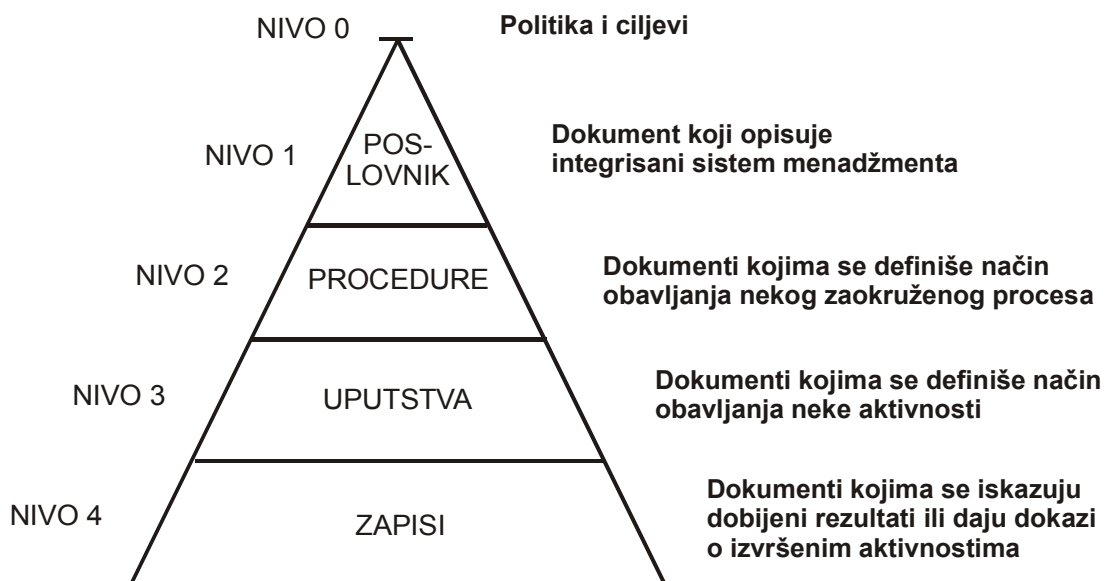 NIVO 0
Politika i ciljevi
NIVO 1
POS-
LOVNIK
Dokument koji opisuje
integrisani sistem menadžmenta
NIVO 2
PROCEDURE
Dokumenti kojima se definiše način
obavljanja nekog zaokruženog procesa
NIVO 3
UPUTSTVA
Dokumenti kojima se definiše način
obavljanja neke aktivnosti
NIVO 4
ZAPISI
Dokumenti kojima se iskazuju
dobijeni rezultati ili daju dokazi
o izvršenim aktivnostima